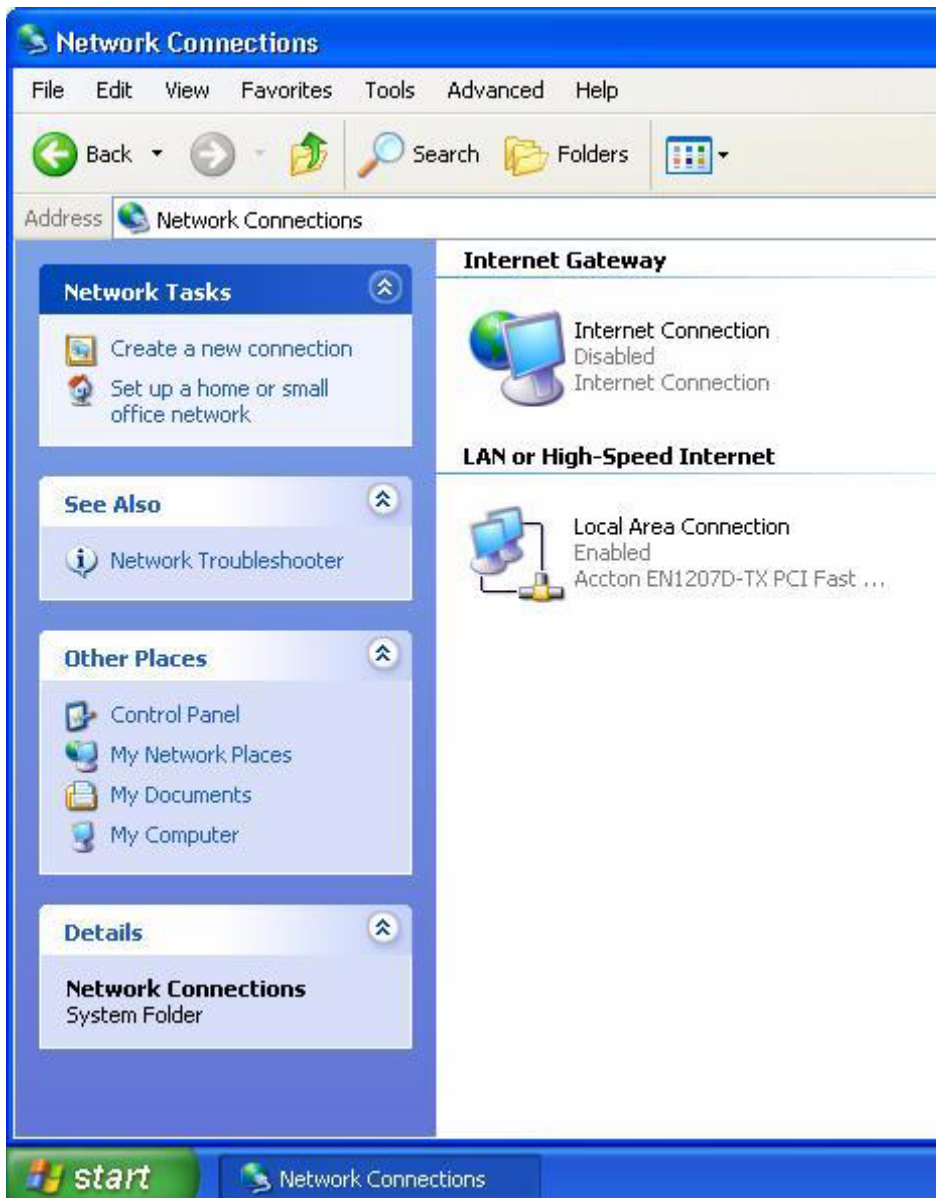 Network Connections
File Edit View Favorites Tools Advanced Help
Back Search Folders
Address Network Connections
Network Tasks
Create a new connection
Set up a home or small
office network
See Also
Network Troubleshooter
Other Places
Control Panel
My Network Places
My Documents
My Computer
Details
Network Connections
System Folder
Internet Gateway
Internet Connection
Disabled
Internet Connection
LAN or High-Speed Internet
Local Area Connection
Enabled
Accton EN1207D-TX PCI Fast ...
start Network Connections